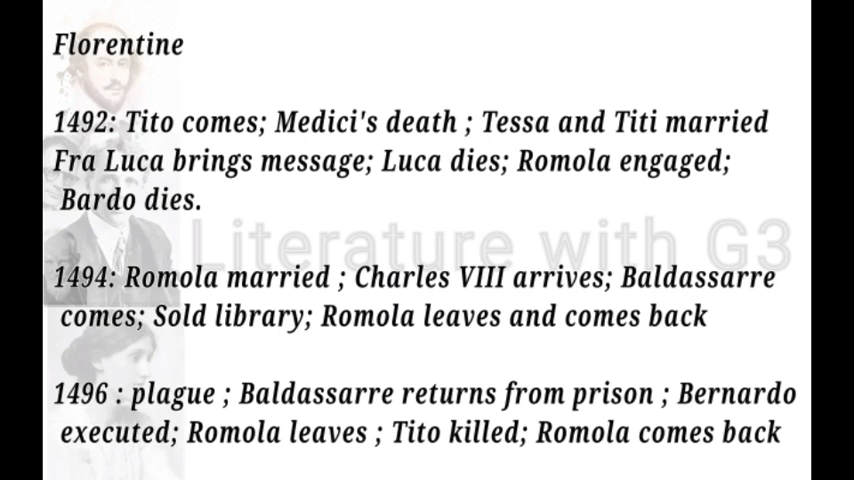 Florentine
1492: Tito comes; Medici's death ; Tessa and Titi married
Fra Luca brings message; Luca dies; Romola engaged;
Bardo dies.
Literature with G3
1494: Romola married ; Charles VIII arrives; Baldassarre
comes; Sold library; Romola leaves and comes back
1496 : plague ; Baldassarre returns from prison ; Bernardo
executed; Romola leaves ; Tito killed; Romola comes back